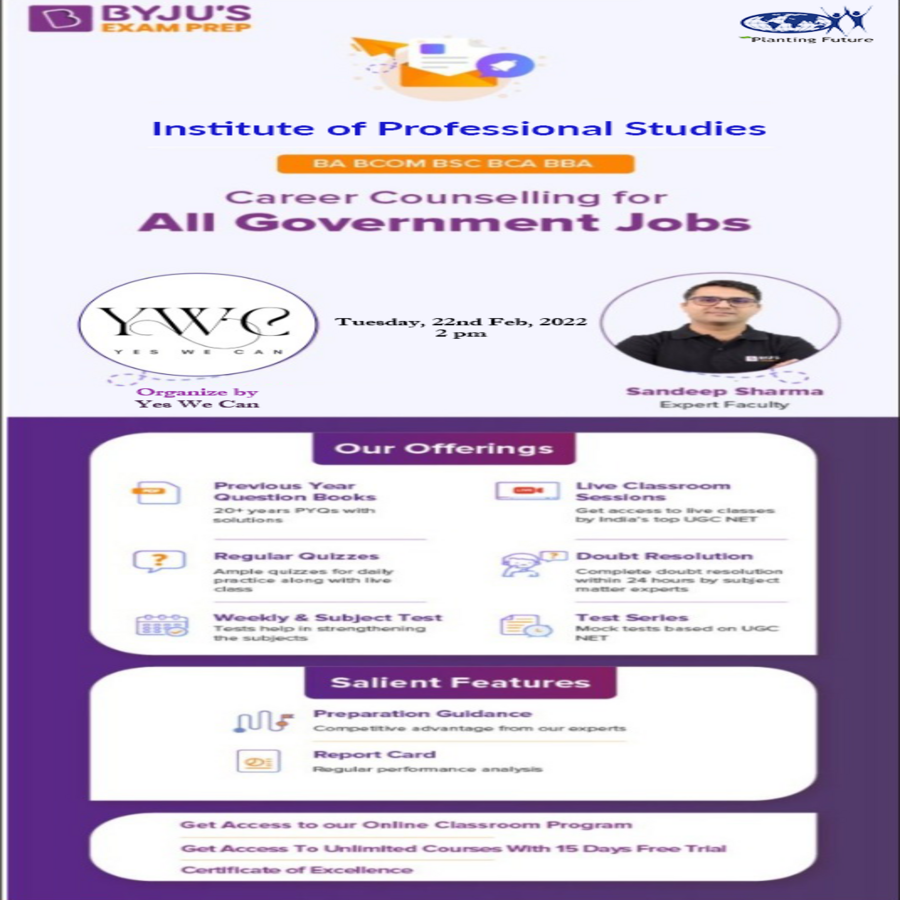 BYJU'S
EXAM PREP
Planting Future
Institute of Professional Studies
BA BCOM BSC BCA BBA
Career Counselling for
All Government Jobs
YWC
YES WE CAN
Tuesday, 22nd Feb, 2022
2 pm
Organize by
Yes We Can
Sandeep Sharma
Expert Faculty
Our Offerings
Previous Year
Question Books
20+ years PYQs with
solutions
Live Classroom
Sessions
Get access to live classes
by India's top UGC NET
Regular Quizzes
Ample quizzes for daily
practice along with live
class
Doubt Resolution
Complete doubt resolution
within 24 hours by subject
matter experts
Weekly & Subject Test
Tests help in strengthening
the subjects
Test Series
Mock tests based on UGC
NET
Salient Features
Preparation Guidance
Competitive advantage from our experts
Report Card
Regular performance analysis
Get Access to our Online Classroom Program
Get Access To Unlimited Courses With 15 Days Free Trial
Certificate of Excellence